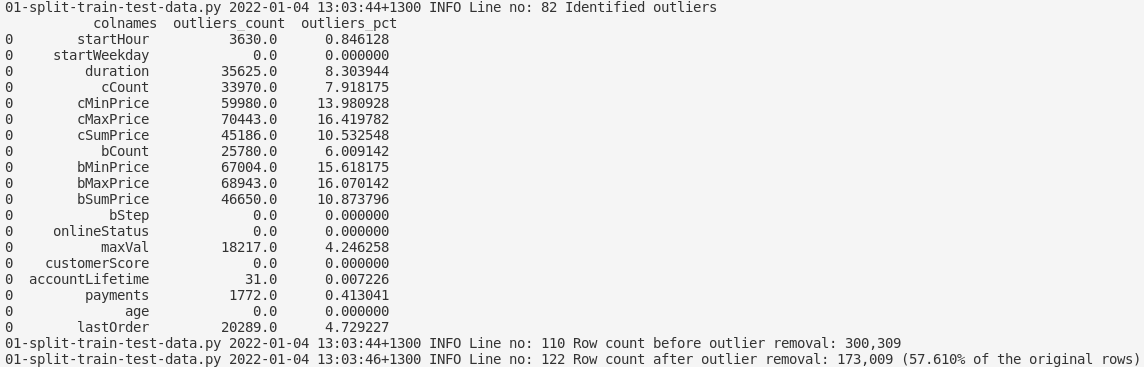 01-split-train-test-data.py 2022-01-04 13:03:44+1300 INFO Line no: 82 Identified outliers
colnames outliers_count outliers_pct
0 startHour 3630.0 0.846128
0 startWeekday 0.0 0.000000
0 duration 35625.0 8.303944
0 cCount 33970.0 7.918175
0 cMinPrice 59980.0 13.980928
0 cMaxPrice 70443.0 16.419782
0 cSumPrice 45186.0 10.532548
0 bCount 25780.0 6.009142
0 bMinPrice 67004.0 15.618175
0 bMaxPrice 68943.0 16.070142
0 bSumPrice 46650.0 10.873796
0 bStep 0.0 0.000000
0 onlineStatus 0.0 0.000000
0 maxVal 18217.0 4.246258
0 customerScore 0.0 0.000000
0 accountLifetime 31.0 0.007226
0 payments 1772.0 0.413041
0 age 0.0 0.000000
0 lastOrder 20289.0 4.729227
01-split-train-test-data.py 2022-01-04 13:03:44+1300 INFO Line no: 110 Row count before outlier removal: 300,309
01-split-train-test-data.py 2022-01-04 13:03:46+1300 INFO Line no: 122 Row count after outlier removal: 173,009 (57.610% of the original rows)